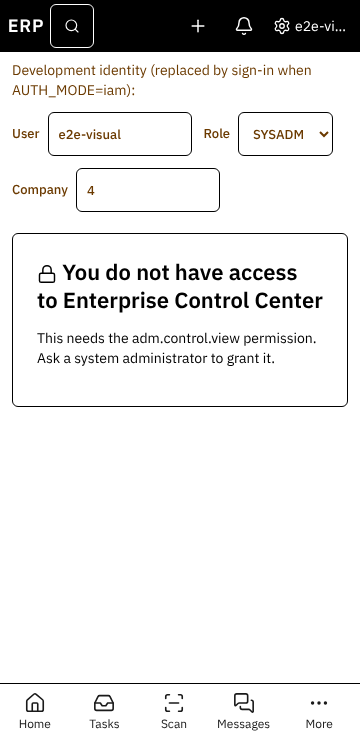 ERP e2e-vi...
Development identity (replaced by sign-in when
AUTH_MODE=iam):
User e2e-visual Role SYSADM
Company 4
You do not have access
to Enterprise Control Center
This needs the adm.control.view permission.
Ask a system administrator to grant it.
Home Tasks Scan Messages More